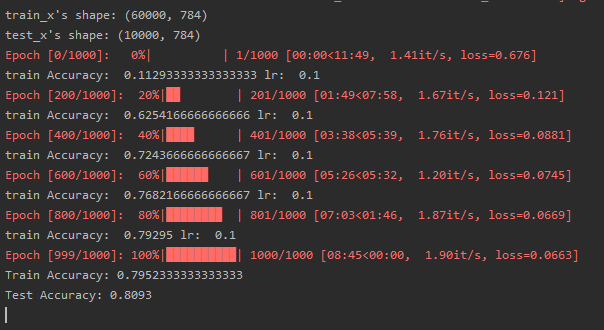 train_x's shape: (60000, 784)
test_x's shape: (10000, 784)
Epoch [0/1000]:   0%|          | 1/1000 [00:00<11:49,  1.41it/s, loss=0.676]
train Accuracy:  0.11293333333333333 lr:  0.1
Epoch [200/1000]:  20%|██        | 201/1000 [01:49<07:58,  1.67it/s, loss=0.121]
train Accuracy:  0.6254166666666666 lr:  0.1
Epoch [400/1000]:  40%|████      | 401/1000 [03:38<05:39,  1.76it/s, loss=0.0881]
train Accuracy:  0.7243666666666667 lr:  0.1
Epoch [600/1000]:  60%|██████    | 601/1000 [05:26<05:32,  1.20it/s, loss=0.0745]
train Accuracy:  0.7682166666666667 lr:  0.1
Epoch [800/1000]:  80%|████████  | 801/1000 [07:03<01:46,  1.87it/s, loss=0.0669]
train Accuracy:  0.79295 lr:  0.1
Epoch [999/1000]: 100%|██████████| 1000/1000 [08:45<00:00,  1.90it/s, loss=0.0663]
Train Accuracy: 0.7952333333333333
Test Accuracy: 0.8093